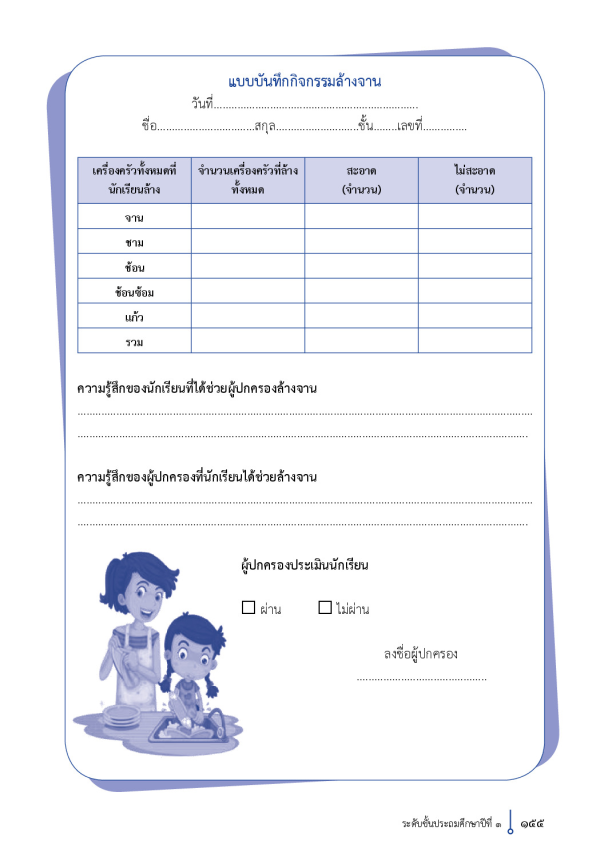 แบบบันทึกกิจกรรมล้างจาน
วันที่....................................................................
ชื่อ.................................สกุล............................ชั้น........เลขที่...............
เครื่องครัวทั้งหมดที่นักเรียนล้าง จำนวนเครื่องครัวที่ล้างทั้งหมด สะอาด (จำนวน) ไม่สะอาด (จำนวน)
จาน
ชาม
ช้อน
ช้อนซ้อม
แก้ว
รวม
ความรู้สึกของนักเรียนที่ได้ช่วยผู้ปกครองล้างจาน
ความรู้สึกของผู้ปกครองที่นักเรียนได้ช่วยล้างจาน
ผู้ปกครองประเมินนักเรียน
ผ่าน ไม่ผ่าน
ลงชื่อผู้ปกครอง
............................................
ระดับชั้นประถมศึกษาปีที่ ๑ ๑๕๕